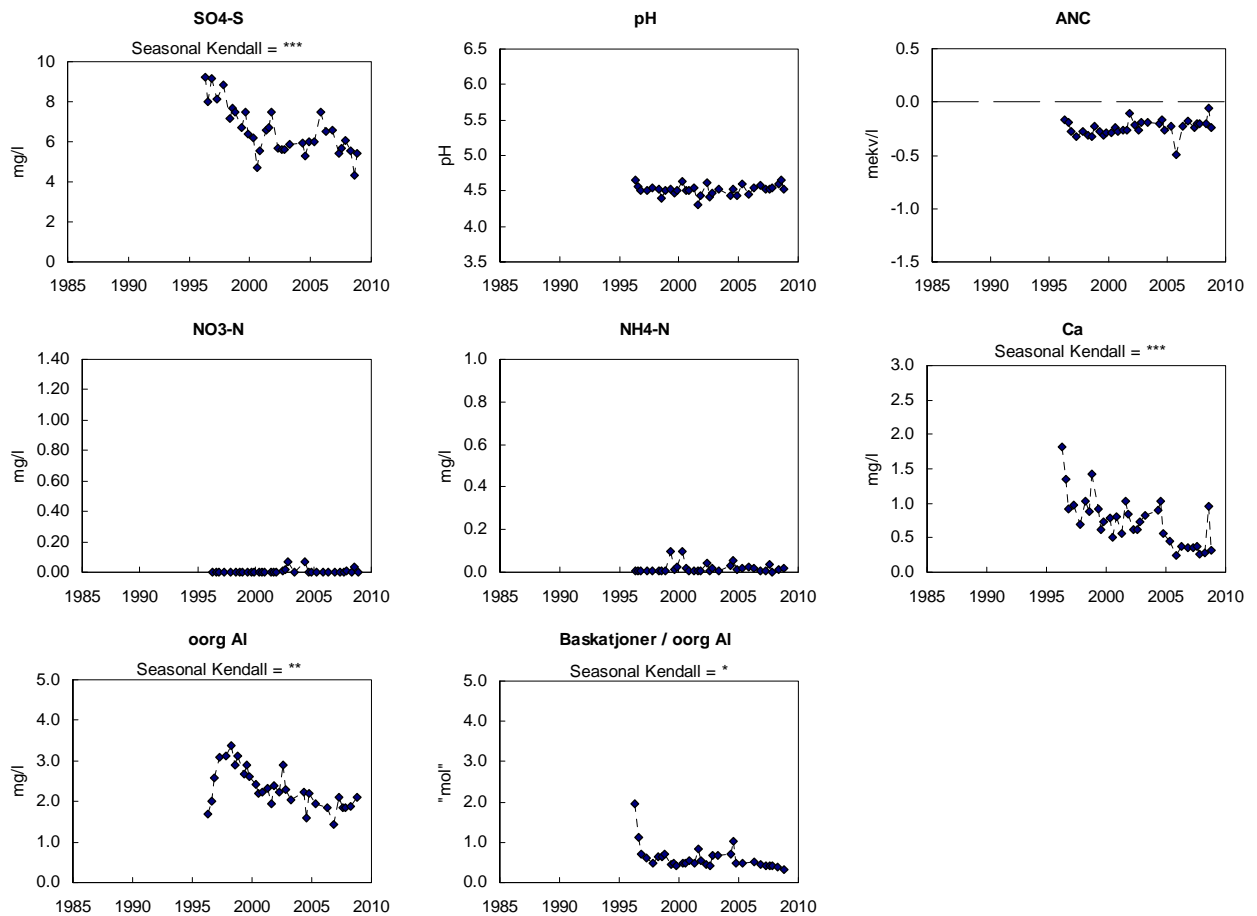 SO4-S
Seasonal Kendall = ***
mg/l
10
8
6
4
2
0
1985 1990 1995 2000 2005 2010
pH
pH
6.5
6.0
5.5
5.0
4.5
4.0
3.5
1985 1990 1995 2000 2005 2010
ANC
mekv/l
0.5
0.0
-0.5
-1.0
-1.5
1985 1990 1995 2000 2005 2010
NO3-N
mg/l
1.40
1.20
1.00
0.80
0.60
0.40
0.20
0.00
1985 1990 1995 2000 2005 2010
NH4-N
mg/l
1.0
0.8
0.6
0.4
0.2
0.0
1985 1990 1995 2000 2005 2010
Ca
Seasonal Kendall = ***
mg/l
3.0
2.5
2.0
1.5
1.0
0.5
0.0
1985 1990 1995 2000 2005 2010
oorg Al
Seasonal Kendall = **
mg/l
5.0
4.0
3.0
2.0
1.0
0.0
1985 1990 1995 2000 2005 2010
Baskatjoner / oorg Al
Seasonal Kendall = *
"mol"
5.0
4.0
3.0
2.0
1.0
0.0
1985 1990 1995 2000 2005 2010